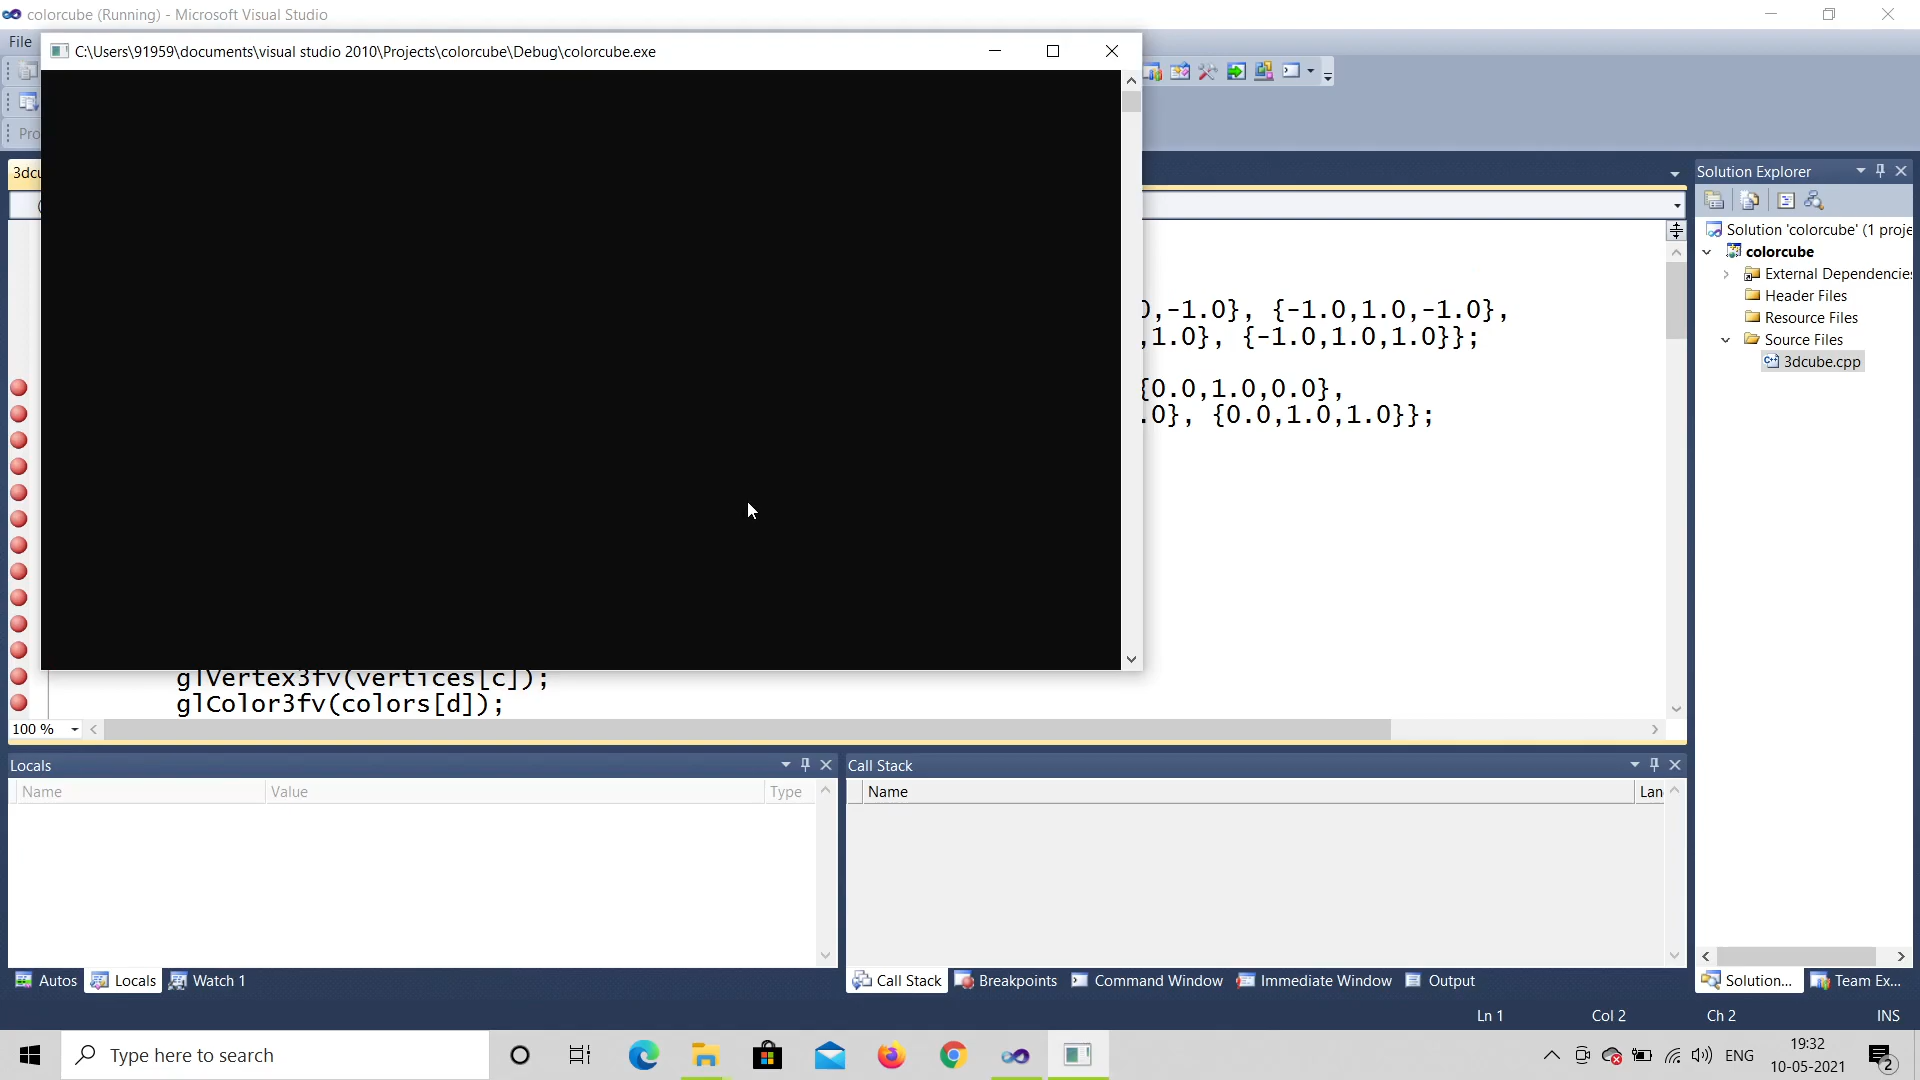 colorcube (Running) - Microsoft Visual Studio
File
C:\Users\91959\documents\visual studio 2010\Projects\colorcube\Debug\colorcube.exe
Pro
3dcu
(
,-1.0}, {-1.0,1.0,-1.0},
,1.0}, {-1.0,1.0,1.0}};
{0.0,1.0,0.0},
.0}, {0.0,1.0,1.0}};
glVertex3fv(vertices[c]);
glColor3fv(colors[d]);
100 %
Solution Explorer
Solution 'colorcube' (1 proje
colorcube
External Dependencies
Header Files
Resource Files
Source Files
3dcube.cpp
Locals
Name Value Type
Call Stack
Name Lan
Autos Locals Watch 1
Call Stack Breakpoints Command Window Immediate Window Output
Solution... Team Ex...
Ln 1 Col 2 Ch 2 INS
Type here to search
ENG
19:32
10-05-2021
2